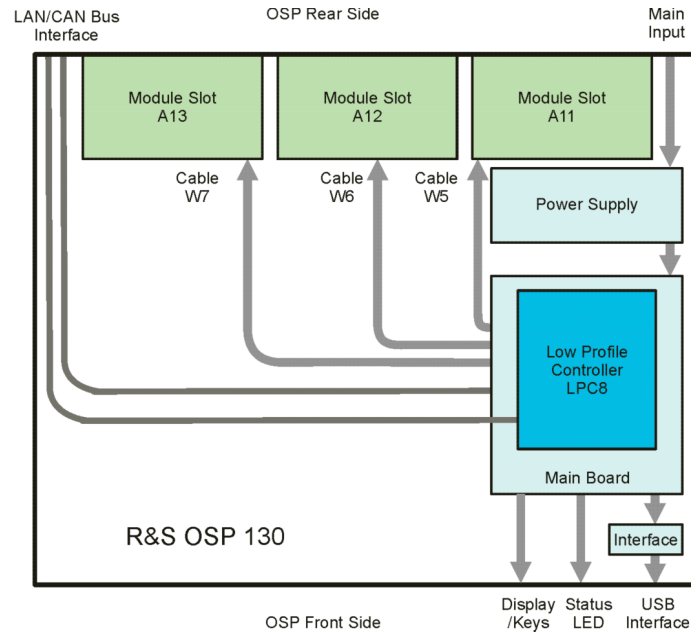 LAN/CAN Bus
Interface
OSP Rear Side
Main
Input
Module Slot
A13
Module Slot
A12
Module Slot
A11
Cable
W7
Cable
W6
Cable
W5
Power Supply
Low Profile
Controller
LPC8
Main Board
R&S OSP 130
Interface
OSP Front Side
Display
/Keys
Status
LED
USB
Interface